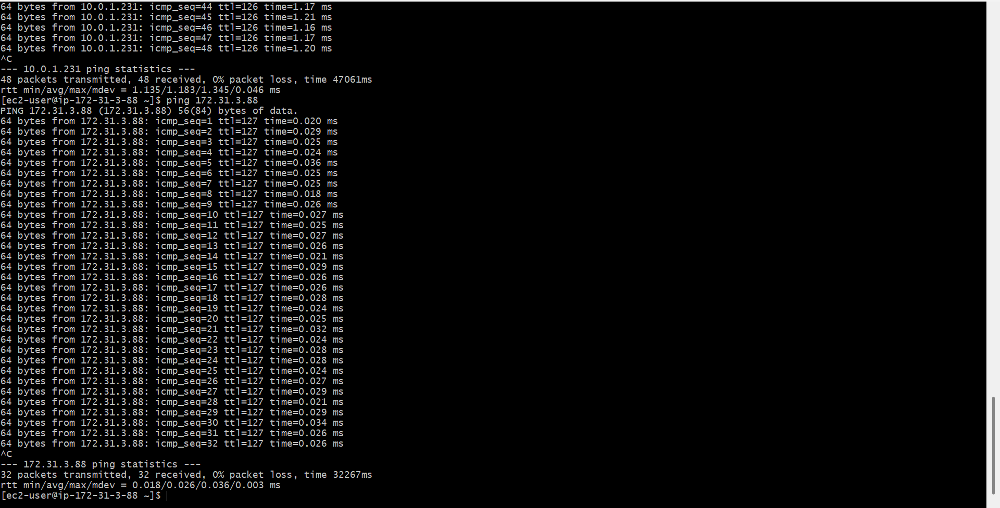 64 bytes from 10.0.1.231: icmp_seq=44 ttl=126 time=1.17 ms
64 bytes from 10.0.1.231: icmp_seq=45 ttl=126 time=1.21 ms
64 bytes from 10.0.1.231: icmp_seq=46 ttl=126 time=1.16 ms
64 bytes from 10.0.1.231: icmp_seq=47 ttl=126 time=1.17 ms
64 bytes from 10.0.1.231: icmp_seq=48 ttl=126 time=1.20 ms
^C
--- 10.0.1.231 ping statistics ---
48 packets transmitted, 48 received, 0% packet loss, time 47061ms
rtt min/avg/max/mdev = 1.135/1.183/1.345/0.046 ms
[ec2-user@ip-172-31-3-88 ~]$ ping 172.31.3.88
PING 172.31.3.88 (172.31.3.88) 56(84) bytes of data.
64 bytes from 172.31.3.88: icmp_seq=1 ttl=127 time=0.020 ms
64 bytes from 172.31.3.88: icmp_seq=2 ttl=127 time=0.029 ms
64 bytes from 172.31.3.88: icmp_seq=3 ttl=127 time=0.025 ms
64 bytes from 172.31.3.88: icmp_seq=4 ttl=127 time=0.024 ms
64 bytes from 172.31.3.88: icmp_seq=5 ttl=127 time=0.036 ms
64 bytes from 172.31.3.88: icmp_seq=6 ttl=127 time=0.025 ms
64 bytes from 172.31.3.88: icmp_seq=7 ttl=127 time=0.025 ms
64 bytes from 172.31.3.88: icmp_seq=8 ttl=127 time=0.018 ms
64 bytes from 172.31.3.88: icmp_seq=9 ttl=127 time=0.026 ms
64 bytes from 172.31.3.88: icmp_seq=10 ttl=127 time=0.027 ms
64 bytes from 172.31.3.88: icmp_seq=11 ttl=127 time=0.025 ms
64 bytes from 172.31.3.88: icmp_seq=12 ttl=127 time=0.027 ms
64 bytes from 172.31.3.88: icmp_seq=13 ttl=127 time=0.026 ms
64 bytes from 172.31.3.88: icmp_seq=14 ttl=127 time=0.021 ms
64 bytes from 172.31.3.88: icmp_seq=15 ttl=127 time=0.029 ms
64 bytes from 172.31.3.88: icmp_seq=16 ttl=127 time=0.026 ms
64 bytes from 172.31.3.88: icmp_seq=17 ttl=127 time=0.026 ms
64 bytes from 172.31.3.88: icmp_seq=18 ttl=127 time=0.028 ms
64 bytes from 172.31.3.88: icmp_seq=19 ttl=127 time=0.024 ms
64 bytes from 172.31.3.88: icmp_seq=20 ttl=127 time=0.025 ms
64 bytes from 172.31.3.88: icmp_seq=21 ttl=127 time=0.032 ms
64 bytes from 172.31.3.88: icmp_seq=22 ttl=127 time=0.024 ms
64 bytes from 172.31.3.88: icmp_seq=23 ttl=127 time=0.028 ms
64 bytes from 172.31.3.88: icmp_seq=24 ttl=127 time=0.028 ms
64 bytes from 172.31.3.88: icmp_seq=25 ttl=127 time=0.024 ms
64 bytes from 172.31.3.88: icmp_seq=26 ttl=127 time=0.027 ms
64 bytes from 172.31.3.88: icmp_seq=27 ttl=127 time=0.029 ms
64 bytes from 172.31.3.88: icmp_seq=28 ttl=127 time=0.021 ms
64 bytes from 172.31.3.88: icmp_seq=29 ttl=127 time=0.029 ms
64 bytes from 172.31.3.88: icmp_seq=30 ttl=127 time=0.034 ms
64 bytes from 172.31.3.88: icmp_seq=31 ttl=127 time=0.026 ms
64 bytes from 172.31.3.88: icmp_seq=32 ttl=127 time=0.026 ms
^C
--- 172.31.3.88 ping statistics ---
32 packets transmitted, 32 received, 0% packet loss, time 32267ms
rtt min/avg/max/mdev = 0.018/0.026/0.036/0.003 ms
[ec2-user@ip-172-31-3-88 ~]$